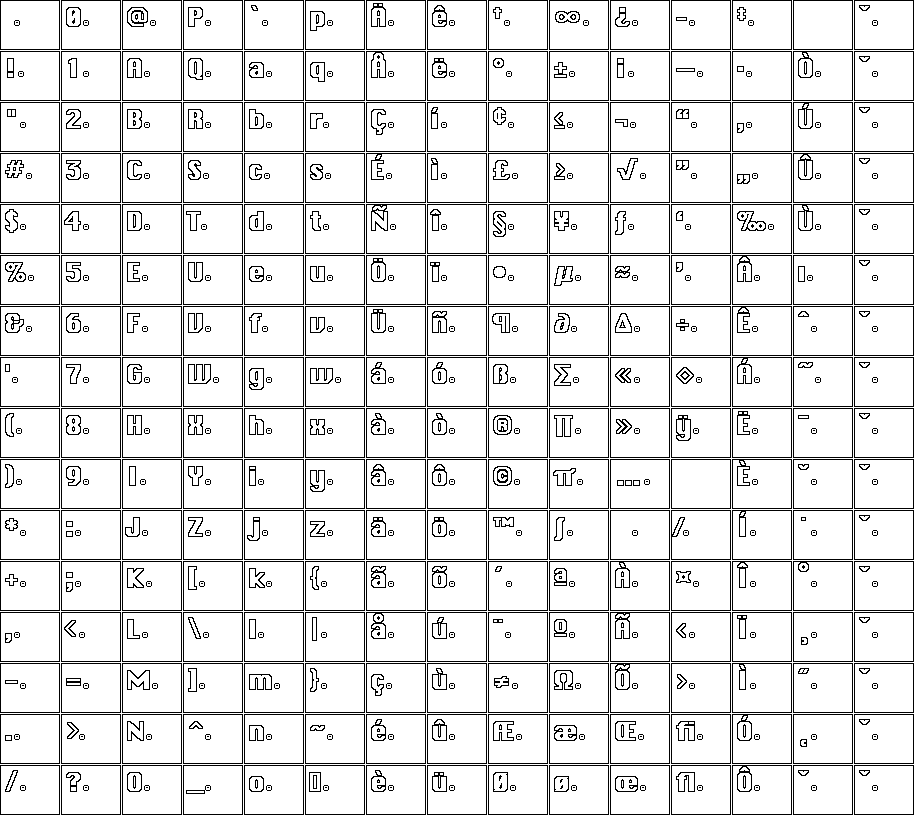 0 @ P ` p Ä ê † ∞ ¿ – ‡ ˘
! 1 A Q a q Å ë ° ± ¡ — · Ò ˘
" 2 B R b r Ç í ¢ ≤ ¬ “ ‚ Ú ˘
# 3 C S c s É ì £ ≥ √ ” „ Û ˘
$ 4 D T d t Ñ î § ¥ ƒ ‘ ‰ Ù ˘
% 5 E U e u Ö ï • µ ≈ ’ Â ı ˘
& 6 F V f v Ü ñ ¶ ∂ ∆ ÷ Ê ˆ ˘
' 7 G W g w á ó ß ∑ « ◊ Á ˜ ˘
( 8 H X h x à ò ® ∏ » ÿ Ë ¯ ˘
) 9 I Y i y â ô © π … È ˘ ˘
* : J Z j z ä ö ™ ∫ ⁄ Í ˙ ˘
+ ; K [ k { ã õ ´ ª À ¤ Î ˚ ˘
, < L \ l | å ú ¨ º Ã ‹ Ï ¸ ˘
- = M ] m } ç ù ≠ Ω Õ › Ì ˝ ˘
. > N ^ n ~ é û Æ æ Œ ﬁ Ó ˛ ˘
/ ? O _ o è ü Ø ø œ ﬂ Ô ˇ ˘